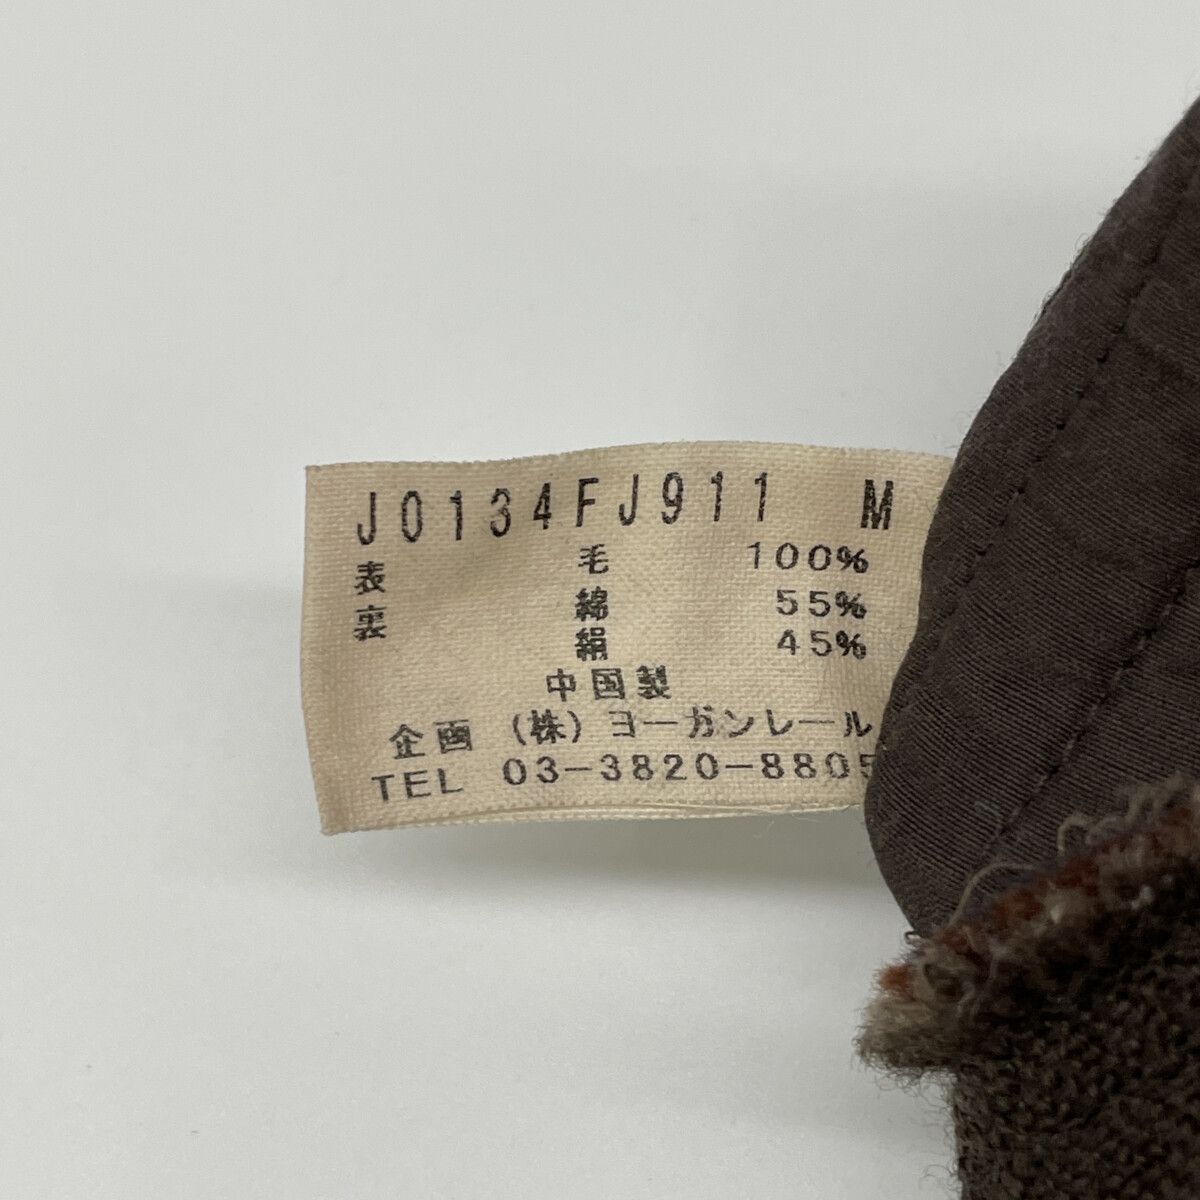 J0134FJ911 M
表 毛 100%
裏 綿 55%
絹 45%
中国製
企画 (株)ヨーガンレール
TEL 03-3820-8805